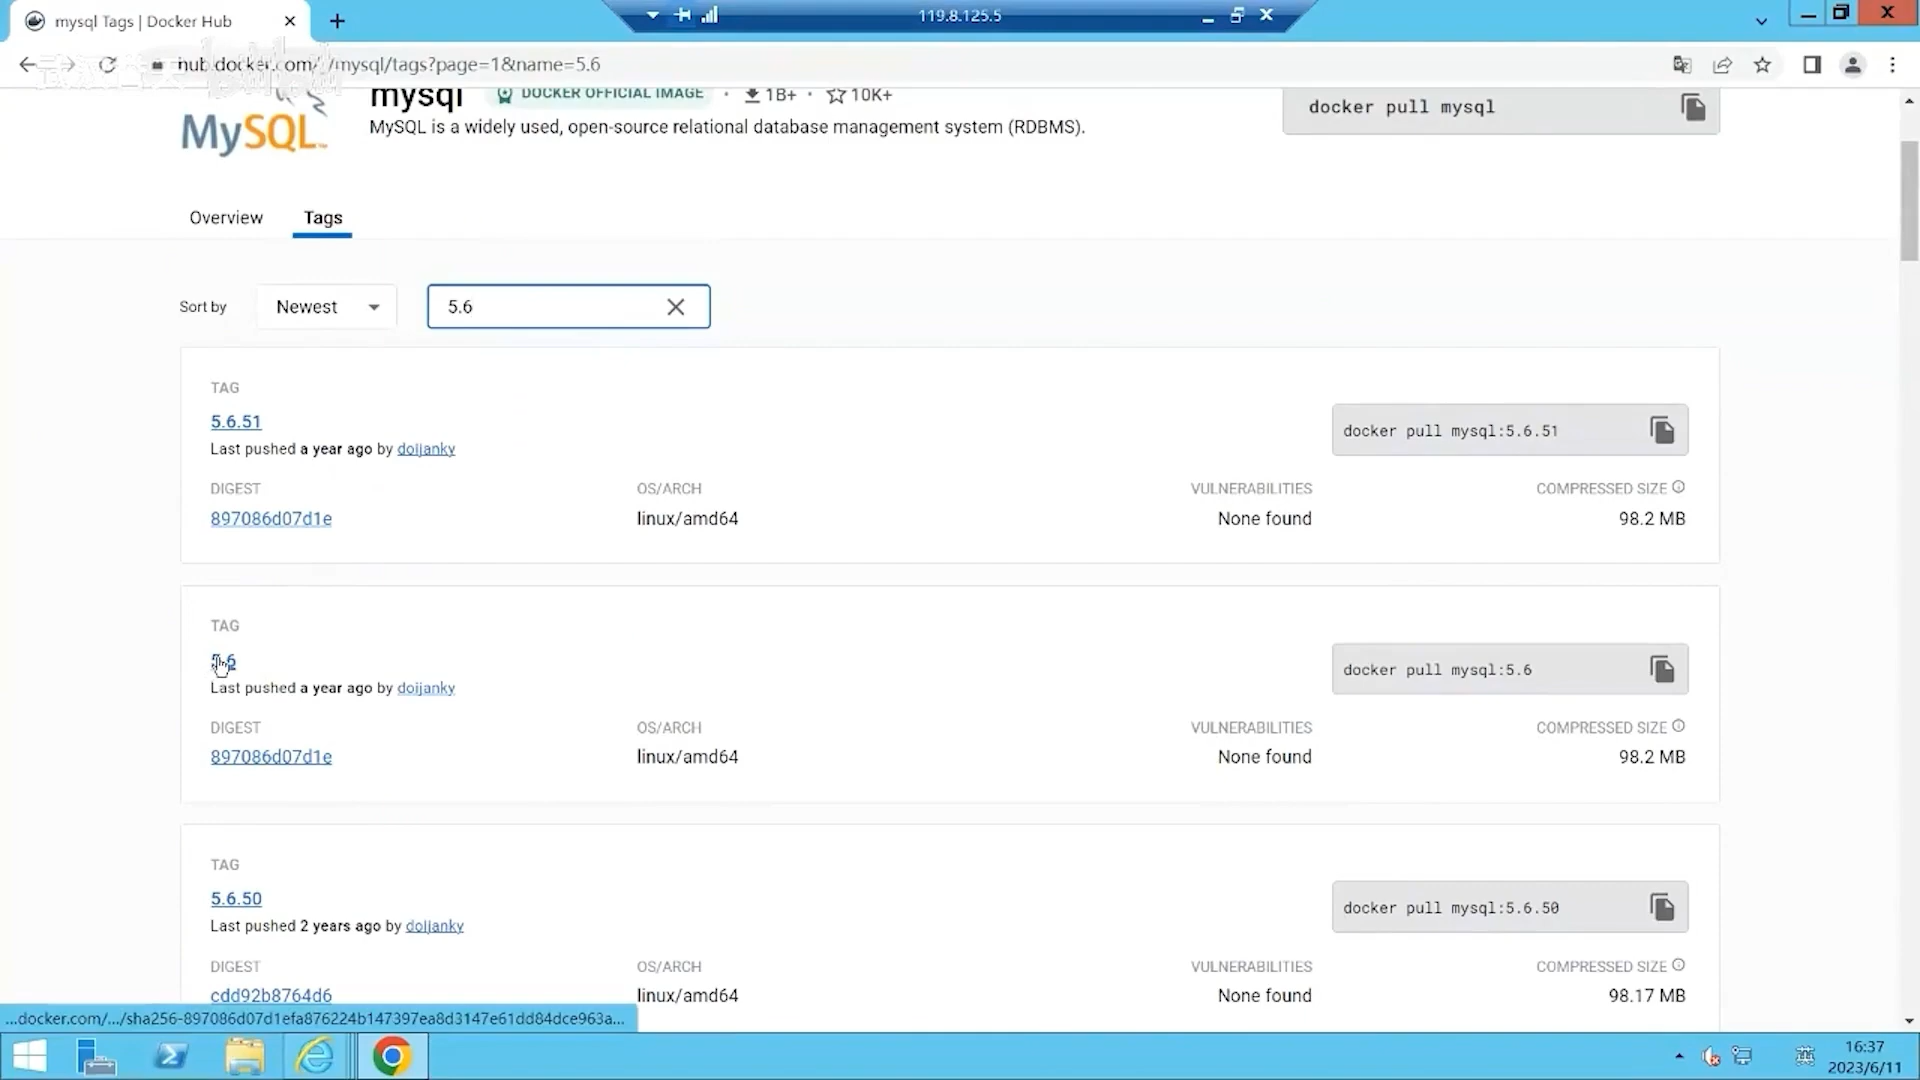 mysql Tags | Docker Hub
119.8.125.5
hub.docker.com/_/mysql/tags?page=1&name=5.6
MySQL
mysql
DOCKER OFFICIAL IMAGE
· 1B+ · 10K+
MySQL is a widely used, open-source relational database management system (RDBMS).
docker pull mysql
Overview
Tags
Sort by
Newest
5.6
TAG
5.6.51
Last pushed a year ago by doijanky
docker pull mysql:5.6.51
DIGEST
OS/ARCH
VULNERABILITIES
COMPRESSED SIZE
897086d07d1e
linux/amd64
None found
98.2 MB
TAG
5.6
Last pushed a year ago by doijanky
docker pull mysql:5.6
DIGEST
OS/ARCH
VULNERABILITIES
COMPRESSED SIZE
897086d07d1e
linux/amd64
None found
98.2 MB
TAG
5.6.50
Last pushed 2 years ago by doijanky
docker pull mysql:5.6.50
DIGEST
OS/ARCH
VULNERABILITIES
COMPRESSED SIZE
cdd92b8764d6
linux/amd64
None found
98.17 MB
...docker.com/.../sha256-897086d07d1efa876224b147397ea8d3147e61dd84dce963a...
英
16:37
2023/6/11